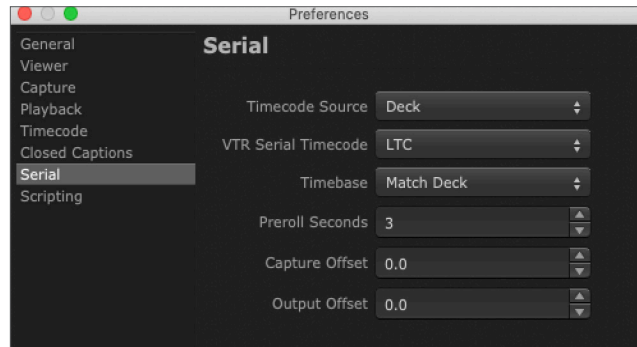 Preferences
General
Viewer
Capture
Playback
Timecode
Closed Captions
Serial
Scripting
Serial
Timecode Source Deck
VTR Serial Timecode LTC
Timebase Match Deck
Preroll Seconds 3
Capture Offset 0.0
Output Offset 0.0